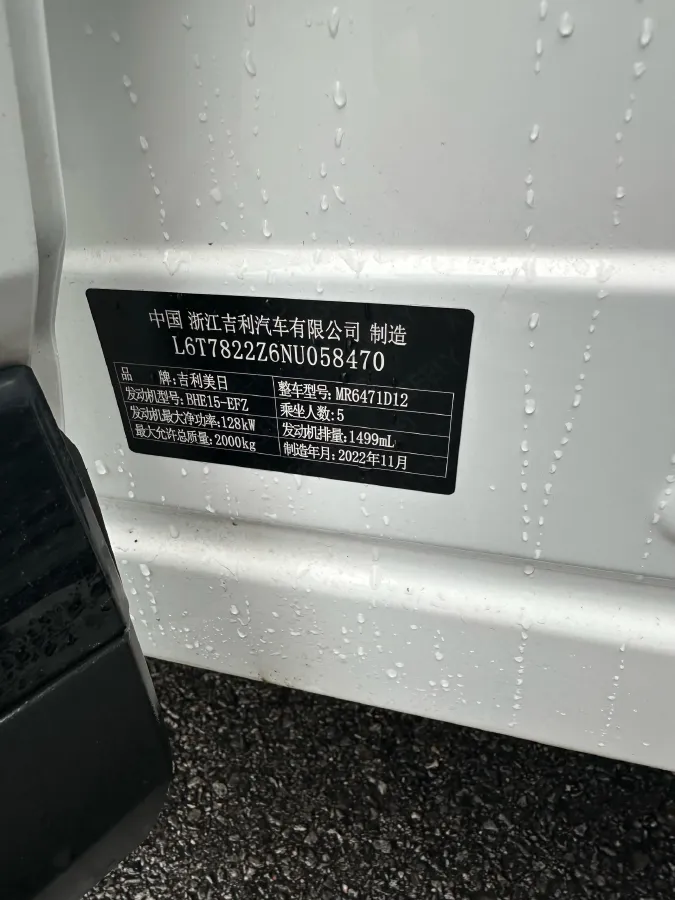 中国 浙江吉利汽车有限公司 制造
L6T7822Z6NU058470
品 牌:吉利美日 整车型号:MR6471D12
发动机型号:BHE15-EFZ 乘坐人数:5
发动机最大净功率:128kW 发动机排量:1499mL
最大允许总质量:2000kg 制造年月:2022年11月